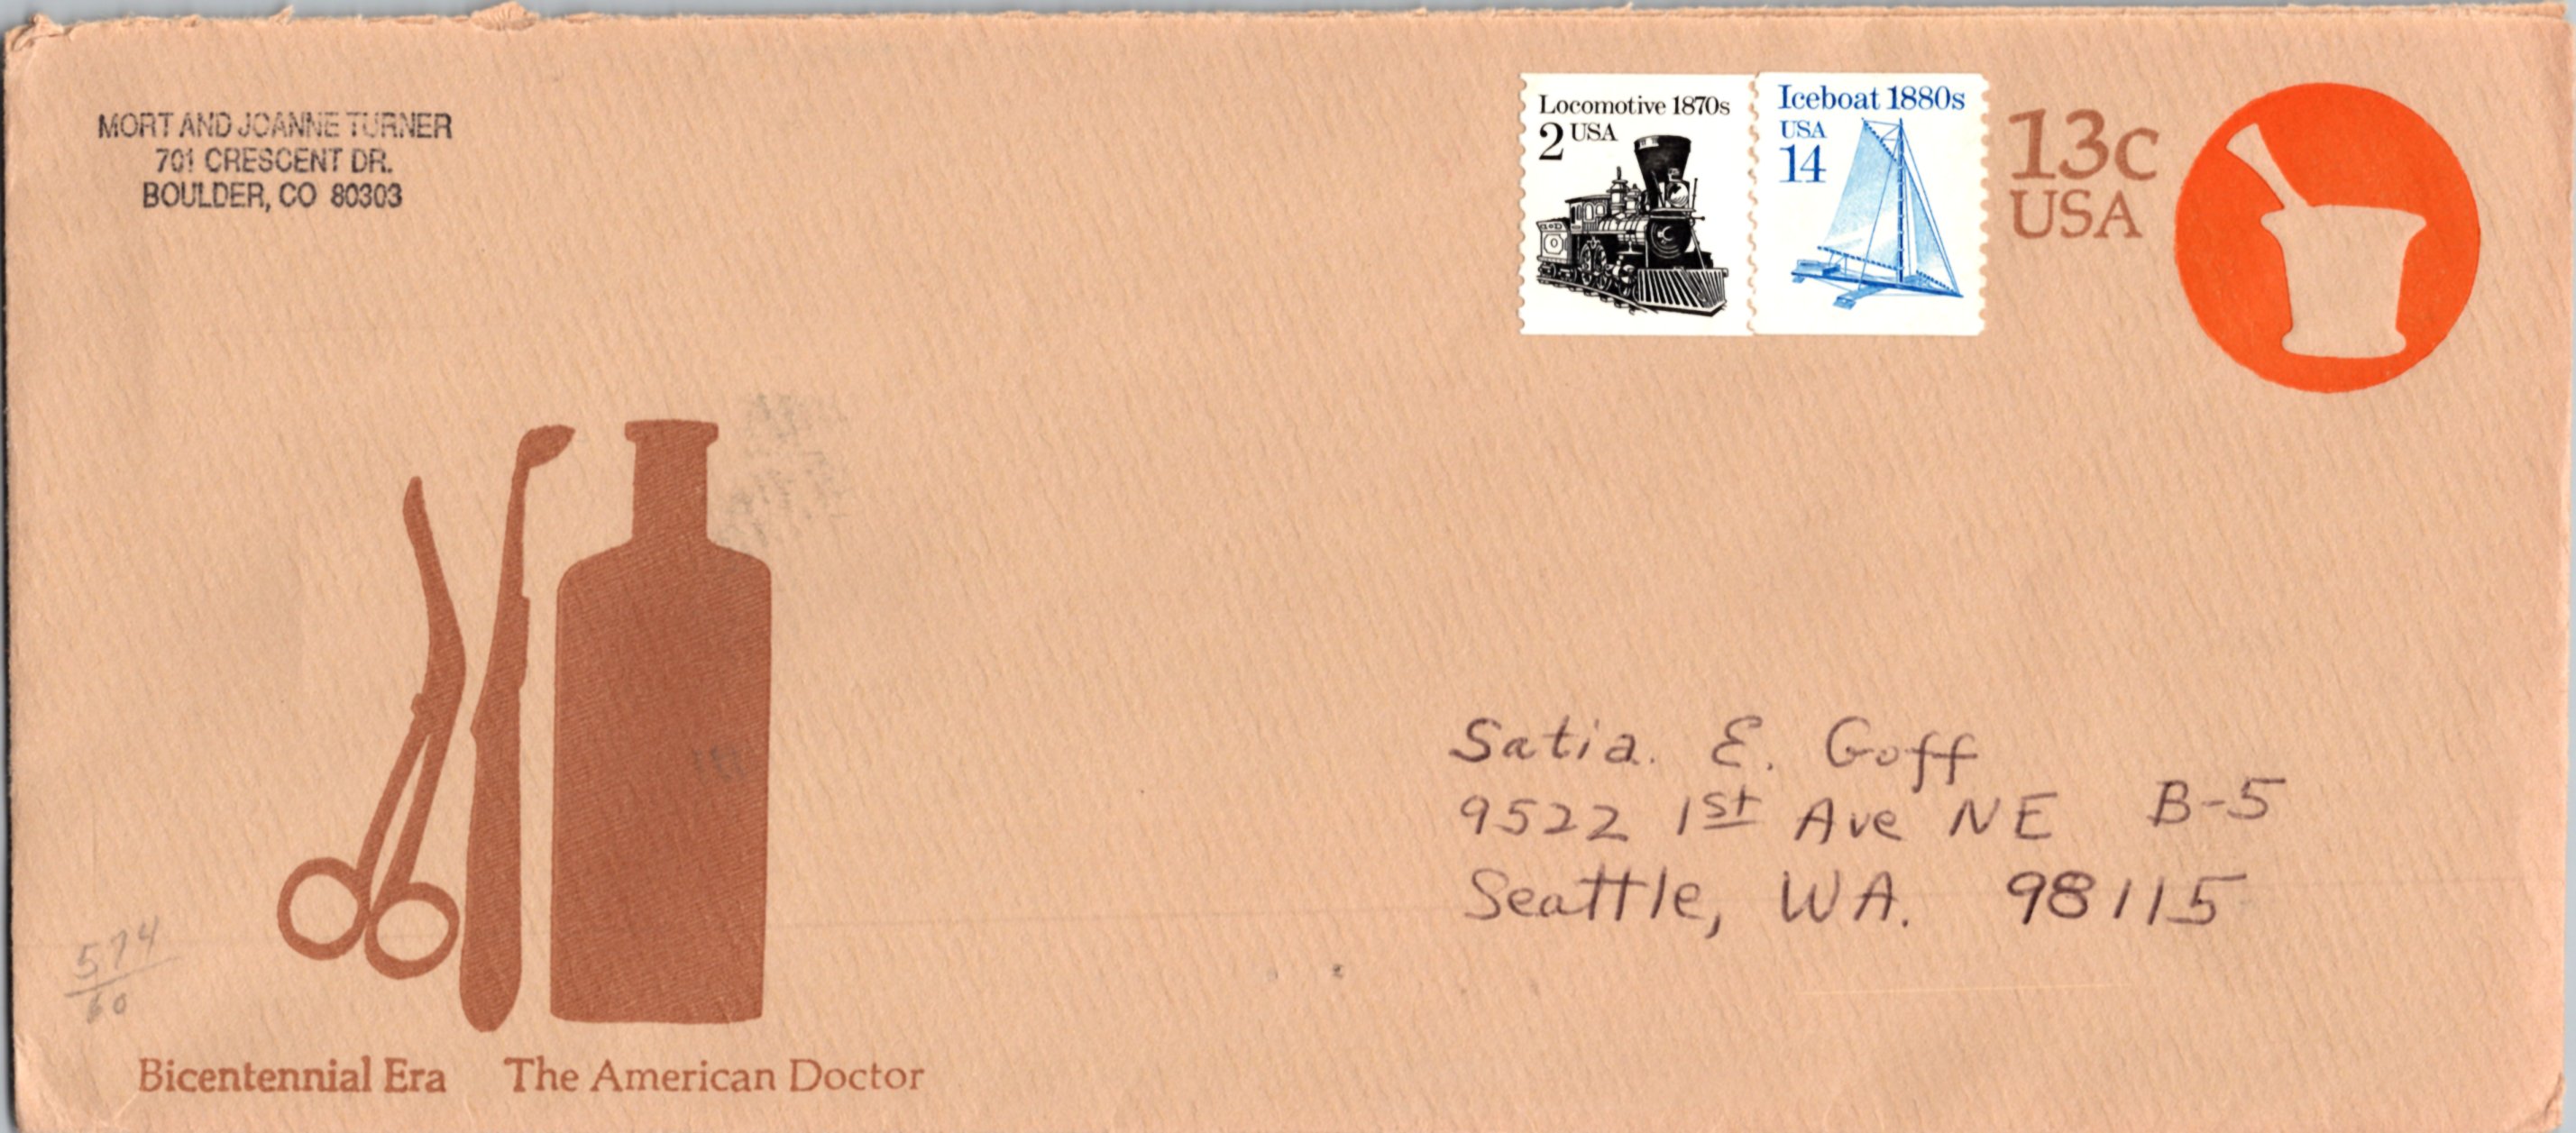 MORT AND JOANNE TURNER
701 CRESCENT DR.
BOULDER, CO 80303
Locomotive 1870s
2 USA
Iceboat 1880s
USA
14
13c
USA
Satia. E. Goff
9522 1st Ave NE B-5
Seattle, WA. 98115
574
60
Bicentennial Era The American Doctor